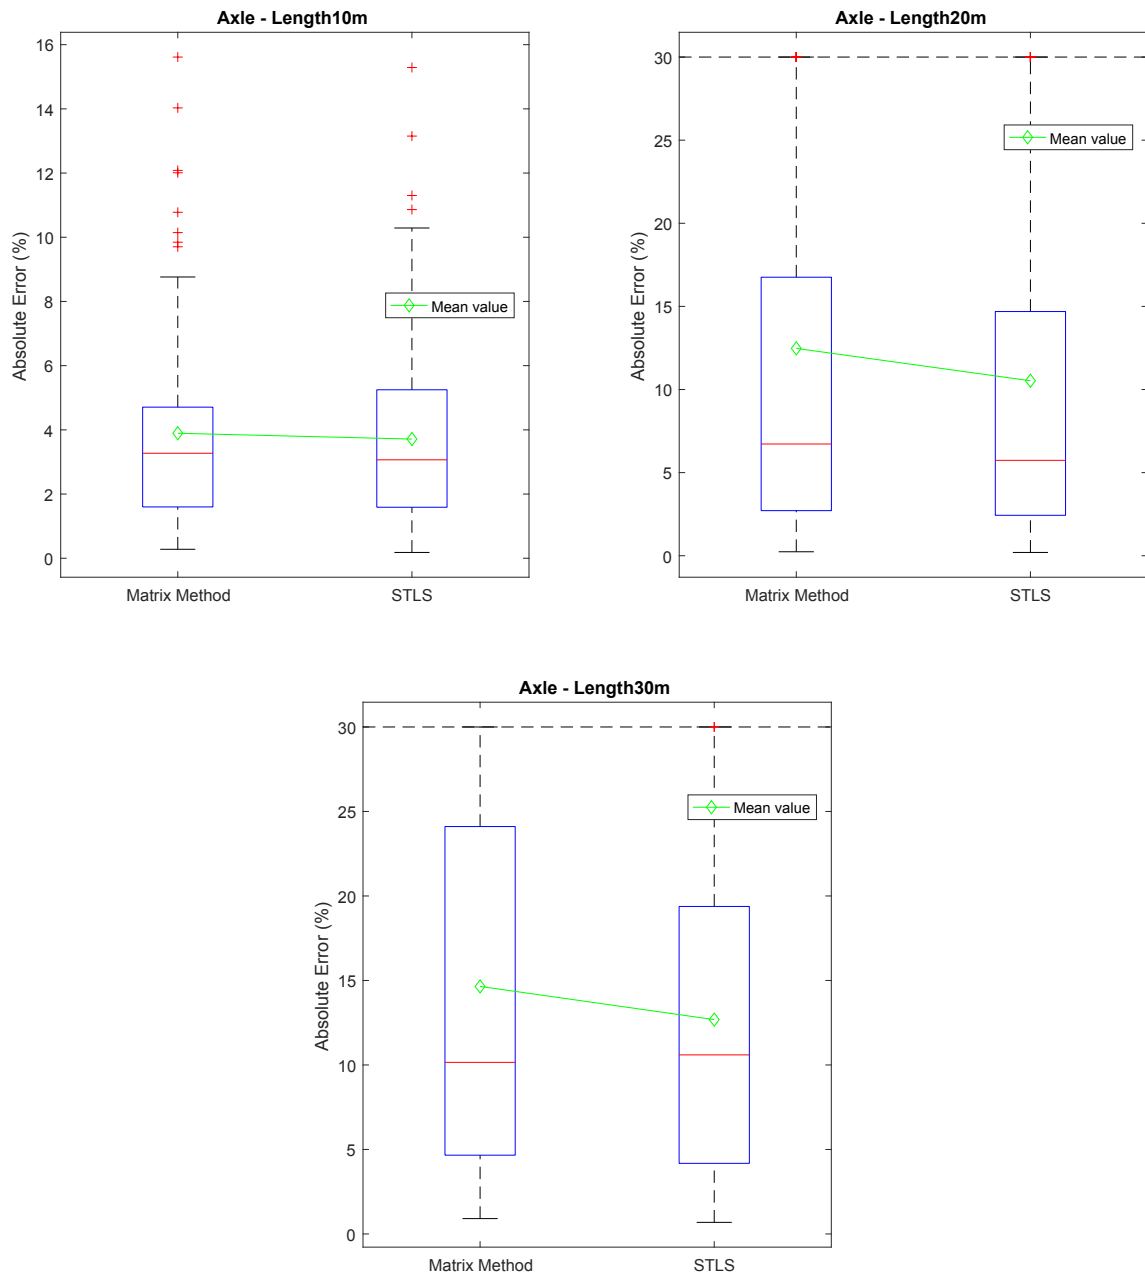 Axle - Length10m
16
14
12
10
8
6
4
2
0
Absolute Error (%)
Mean value
Matrix Method
STLS
Axle - Length20m
30
25
20
15
10
5
0
Absolute Error (%)
Mean value
Matrix Method
STLS
Axle - Length30m
30
25
20
15
10
5
0
Absolute Error (%)
Mean value
Matrix Method
STLS